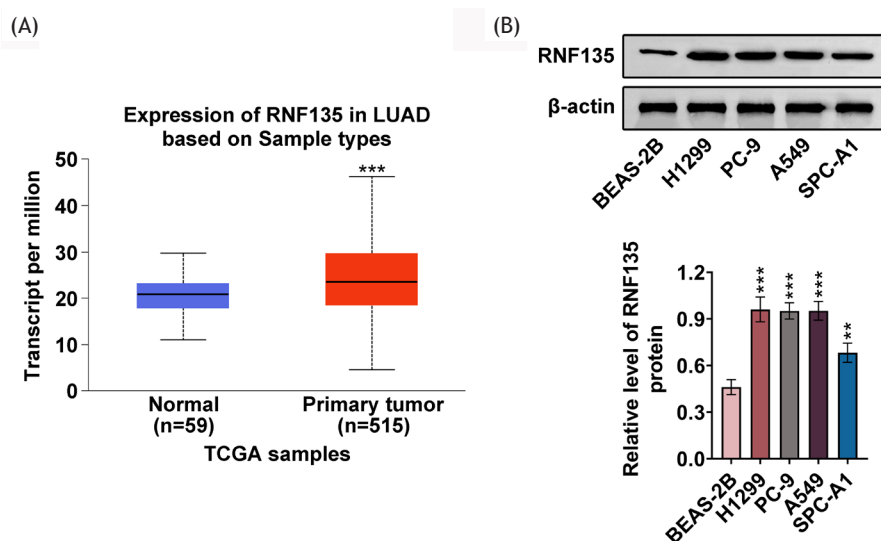 (A)
Expression of RNF135 in LUAD
based on Sample types
Transcript per million
50
40
30
20
10
0
***
Normal
(n=59)
Primary tumor
(n=515)
TCGA samples
(B)
RNF135
β-actin
BEAS-2B
H1299
PC-9
A549
SPC-A1
Relative level of RNF135
protein
1.2
0.9
0.6
0.3
0.0
***
***
***
**
BEAS-2B
H1299
PC-9
A549
SPC-A1